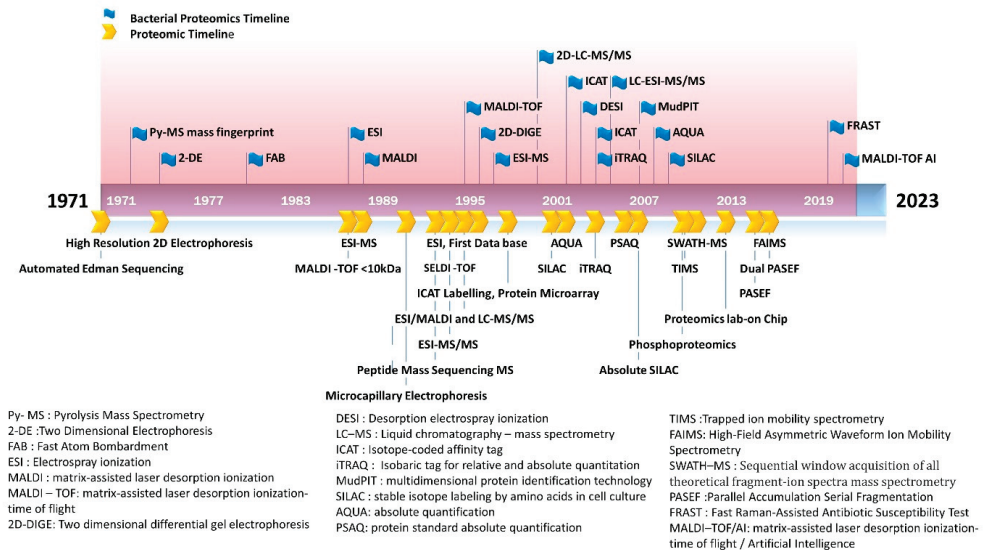 Bacterial Proteomics Timeline
Proteomic Timeline
2D-LC-MS/MS
ICAT
LC-ESI-MS/MS
MALDI-TOF
DESI
MudPIT
Py-MS mass fingerprint
ESI
2D-DIGE
ICAT
AQUA
FRAST
2-DE
FAB
MALDI
ESI-MS
iTRAQ
SILAC
MALDI-TOF AI
1971
1971
1977
1983
1989
1995
2001
2007
2013
2019
2023
High Resolution 2D Electrophoresis
ESI-MS
ESI, First Data base
AQUA
PSAQ
SWATH-MS
FAIMS
Automated Edman Sequencing
MALDI -TOF <10kDa
SELDI -TOF
SILAC
iTRAQ
TIMS
Dual PASEF
ICAT Labelling, Protein Microarray
PASEF
ESI/MALDI and LC-MS/MS
Proteomics lab-on Chip
ESI-MS/MS
Phosphoproteomics
Peptide Mass Sequencing MS
Absolute SILAC
Microcapillary Electrophoresis
Py- MS : Pyrolysis Mass Spectrometry
2-DE :Two Dimensional Electrophoresis
FAB : Fast Atom Bombardment
ESI : Electrospray ionization
MALDI : matrix-assisted laser desorption ionization
MALDI – TOF: matrix-assisted laser desorption ionization-
time of flight
2D-DIGE: Two dimensional differential gel electrophoresis
DESI : Desorption electrospray ionization
LC–MS : Liquid chromatography – mass spectrometry
ICAT : Isotope-coded affinity tag
iTRAQ : Isobaric tag for relative and absolute quantitation
MudPIT : multidimensional protein identification technology
SILAC : stable isotope labeling by amino acids in cell culture
AQUA: absolute quantification
PSAQ: protein standard absolute quantification
TIMS :Trapped ion mobility spectrometry
FAIMS: High-Field Asymmetric Waveform Ion Mobility
Spectrometry
SWATH–MS : Sequential window acquisition of all
theoretical fragment-ion spectra mass spectrometry
PASEF :Parallel Accumulation Serial Fragmentation
FRAST : Fast Raman-Assisted Antibiotic Susceptibility Test
MALDI–TOF/AI: matrix-assisted laser desorption ionization-
time of flight / Artificial Intelligence